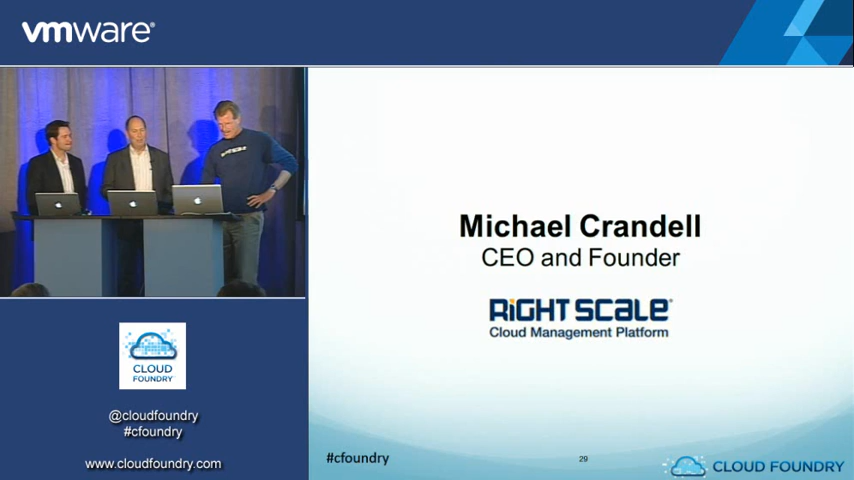 vmware®
Michael Crandell
CEO and Founder
RiGHTSCALE®
Cloud Management Platform
CLOUD
FOUNDRY
@cloudfoundry
#cfoundry
www.cloudfoundry.com
#cfoundry
29
CLOUD FOUNDRY